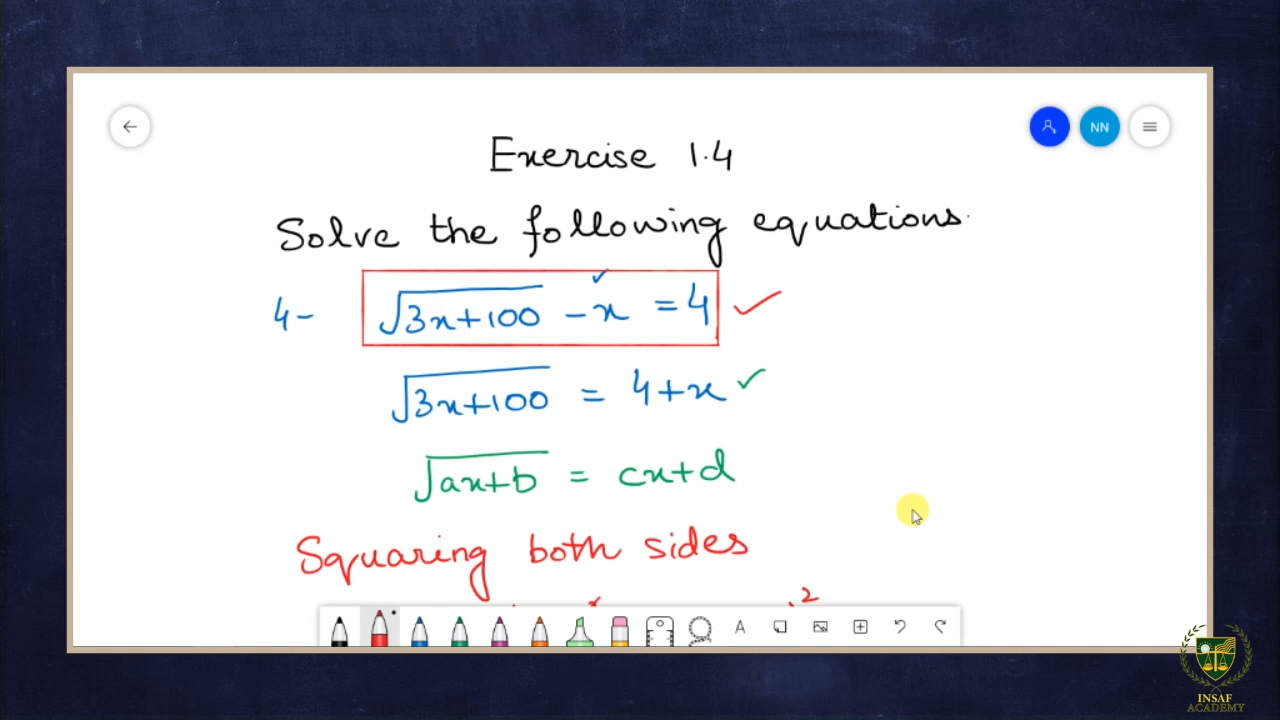 NN
Exercise 1.4
Solve the following equations.
4- √3x+100 - x = 4
√3x+100 = 4+x
√ax+b = cx+d
Squaring both sides
2
A
INSAF
ACADEMY